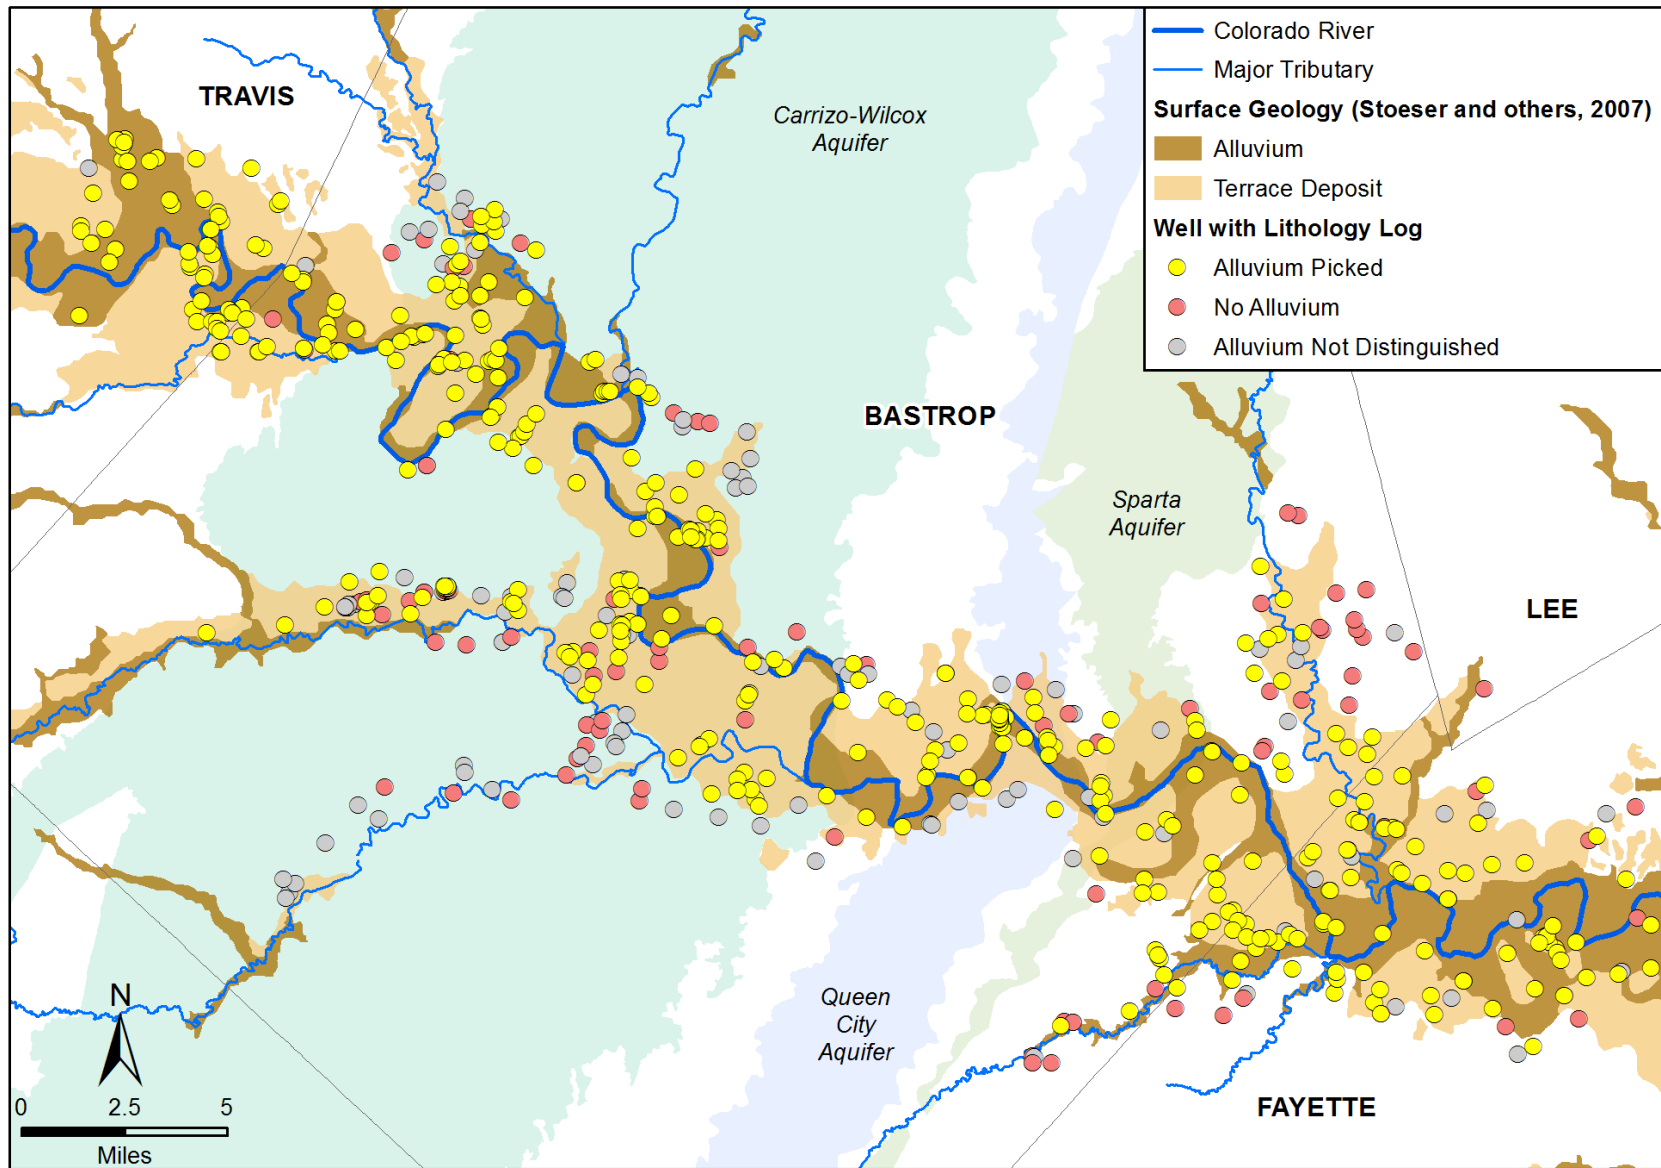 Colorado River
Major Tributary
Surface Geology (Stoeser and others, 2007)
Alluvium
Terrace Deposit
Well with Lithology Log
Alluvium Picked
No Alluvium
Alluvium Not Distinguished
TRAVIS
Carrizo-Wilcox
Aquifer
BASTROP
Sparta
Aquifer
LEE
Queen
City
Aquifer
FAYETTE
N
0 2.5 5
Miles